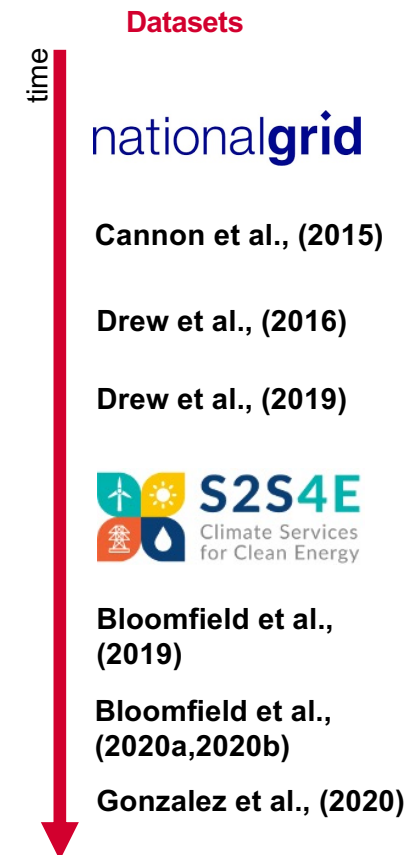 Datasets
time
nationalgrid
Cannon et al., (2015)
Drew et al., (2016)
Drew et al., (2019)
S2S4E
Climate Services
for Clean Energy
Bloomfield et al.,
(2019)
Bloomfield et al.,
(2020a,2020b)
Gonzalez et al., (2020)